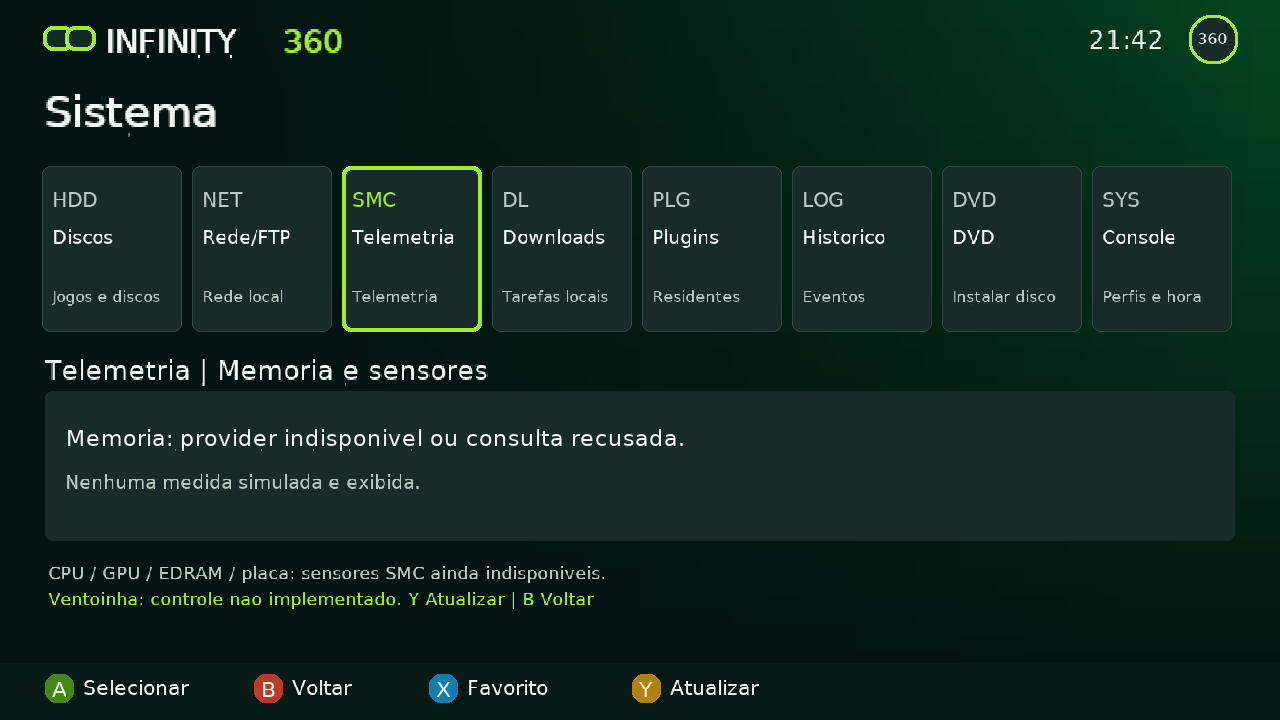 INFINITY 360 21:42 360
Sistema
HDD NET SMC DL PLG LOG DVD SYS
Discos Rede/FTP Telemetria Downloads Plugins Historico DVD Console
Jogos e discos Rede local Telemetria Tarefas locais Residentes Eventos Instalar disco Perfis e hora
Telemetria | Memoria e sensores
Memoria: provider indisponivel ou consulta recusada.
Nenhuma medida simulada e exibida.
CPU / GPU / EDRAM / placa: sensores SMC ainda indisponiveis.
Ventoinha: controle nao implementado. Y Atualizar | B Voltar
A Selecionar B Voltar X Favorito Y Atualizar